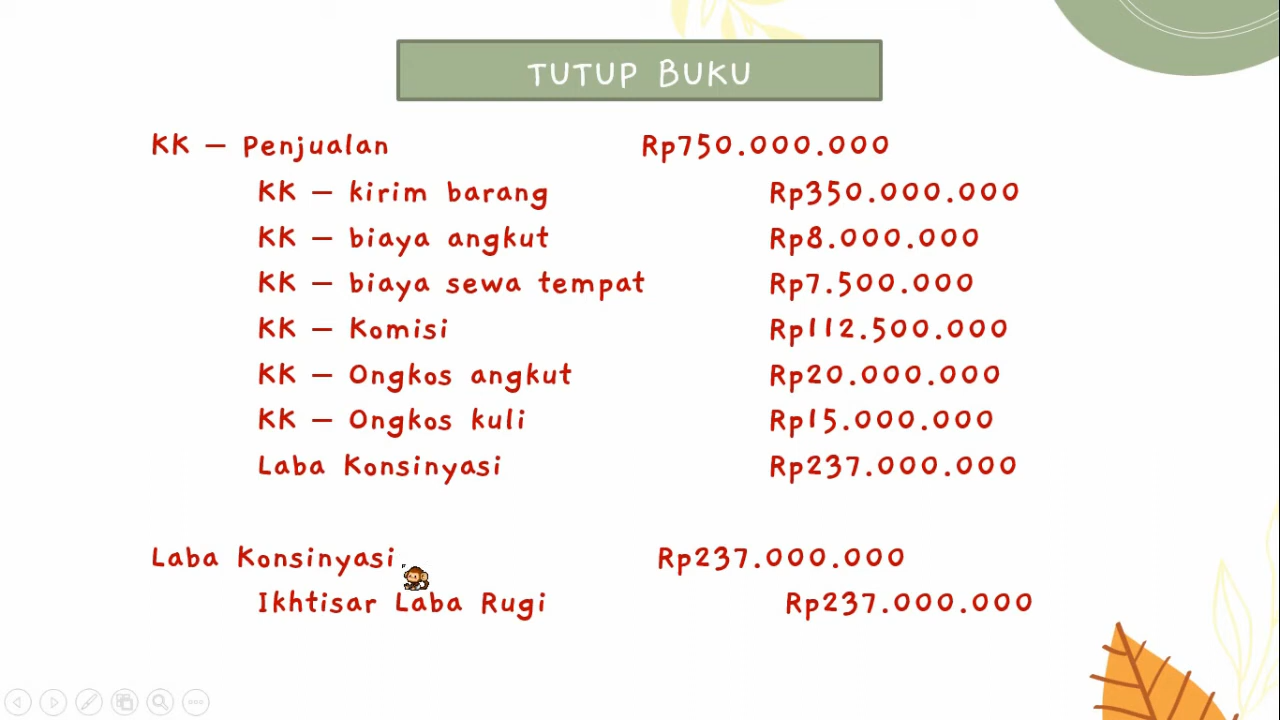 TUTUP BUKU
KK – Penjualan Rp750.000.000
KK – kirim barang Rp350.000.000
KK – biaya angkut Rp8.000.000
KK – biaya sewa tempat Rp7.500.000
KK – Komisi Rp112.500.000
KK – Ongkos angkut Rp20.000.000
KK – Ongkos kuli Rp15.000.000
Laba Konsinyasi Rp237.000.000
Laba Konsinyasi Rp237.000.000
Ikhtisar Laba Rugi Rp237.000.000